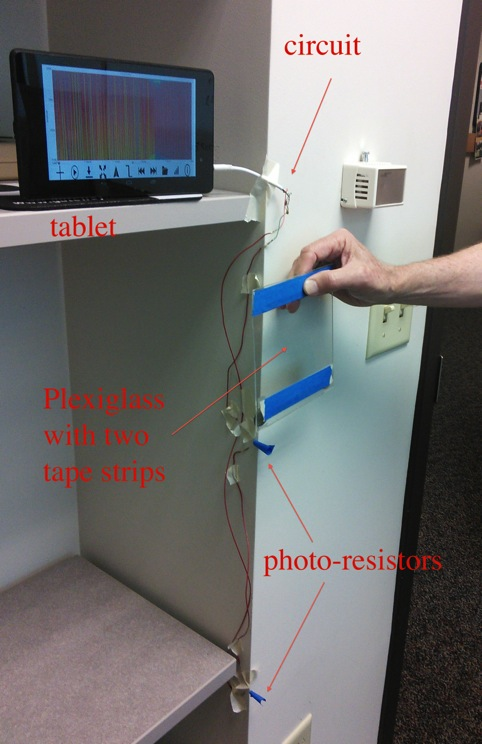 circuit
tablet
Plexiglass
with two
tape strips
photo-resistors